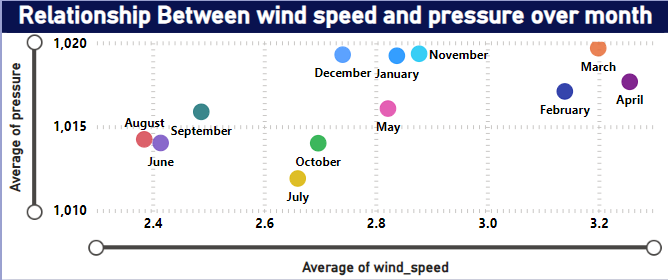 Relationship Between wind speed and pressure over month
Average of pressure
1,020
1,015
1,010
December
January
November
March
April
February
August
September
May
June
October
July
2.4
2.6
2.8
3.0
3.2
Average of wind_speed